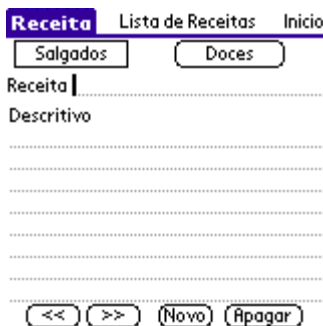 Receita Lista de Receitas Inicio
Salgados Doces
Receita
Descritivo
<< >> Novo Apagar